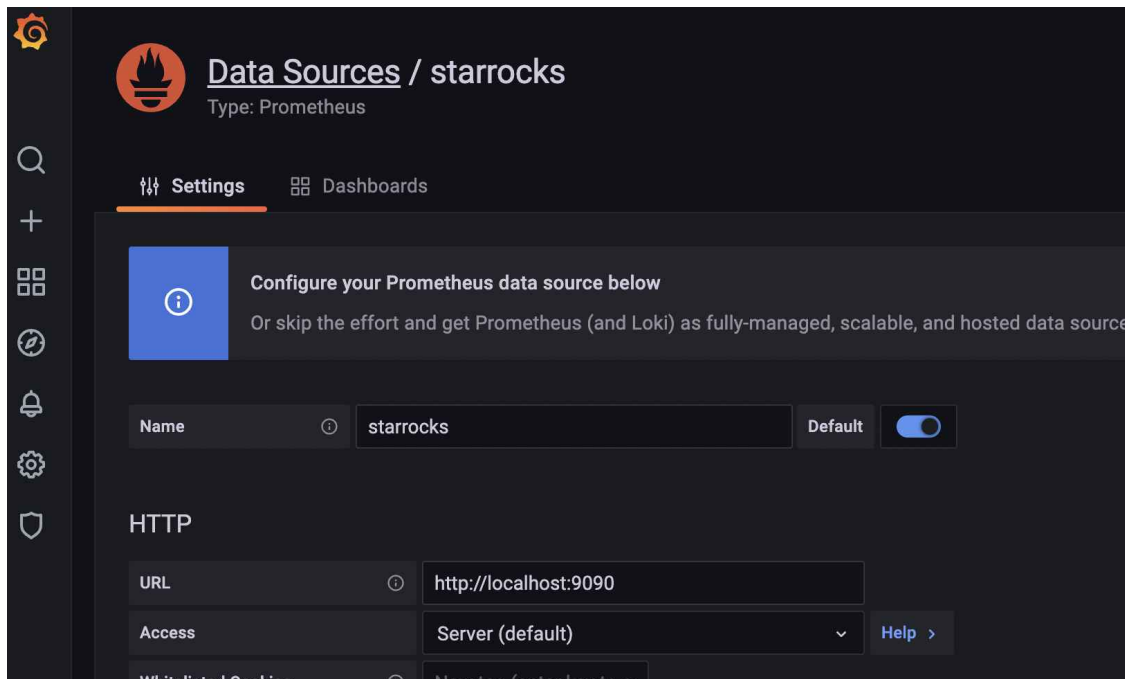 Data Sources / starrocks
Type: Prometheus
Settings
Dashboards
Configure your Prometheus data source below
Or skip the effort and get Prometheus (and Loki) as fully-managed, scalable, and hosted data source
Name
starrocks
Default
HTTP
URL
http://localhost:9090
Access
Server (default)
Help >